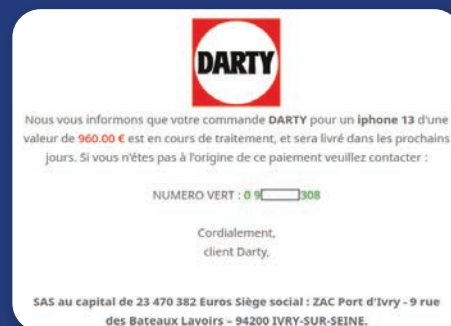 DARTY
Nous vous informons que votre commande DARTY pour un iphone 13 d'une
valeur de 960.00 € est en cours de traitement, et sera livré dans les prochains
jours. Si vous n'êtes pas à l'origine de ce paiement veuillez contacter :
NUMERO VERT : 0 9 308
Cordialement,
client Darty,
SAS au capital de 23 470 382 Euros Siège social : ZAC Port d'Ivry - 9 rue
des Bateaux Lavoirs – 94200 IVRY-SUR-SEINE.